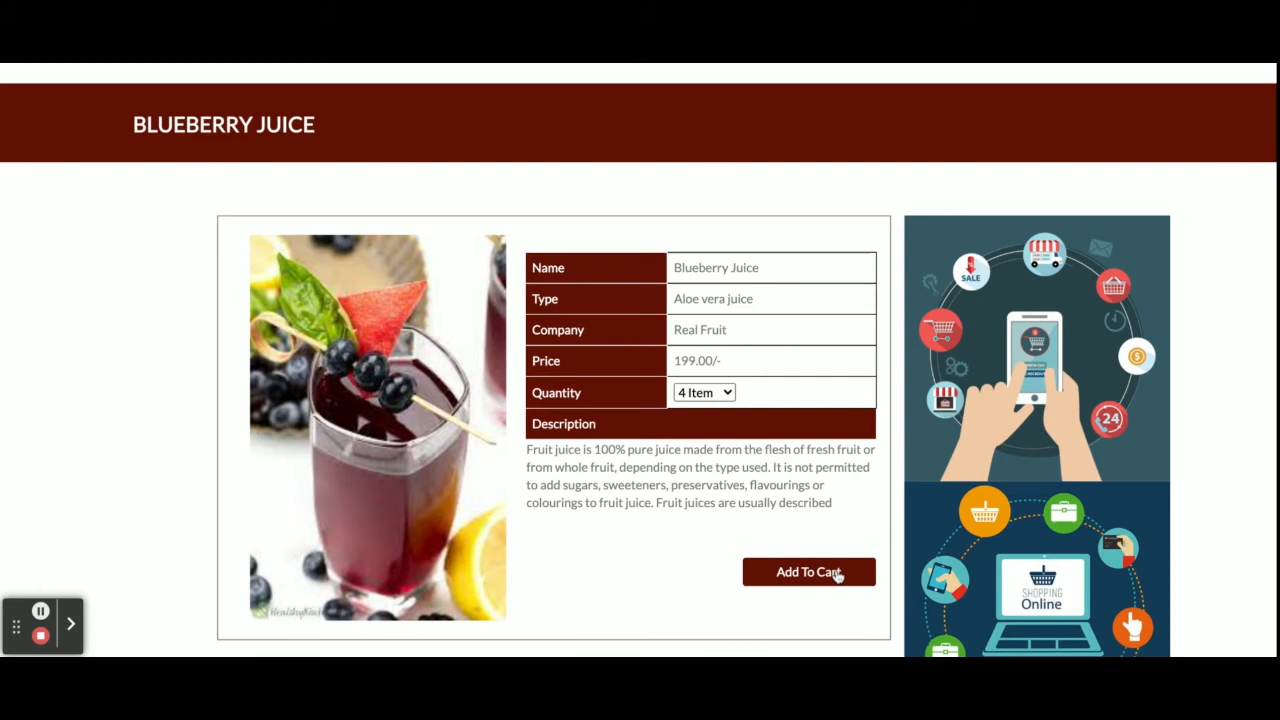 BLUEBERRY JUICE
Name Blueberry Juice
Type Aloe vera juice
Company Real Fruit
Price 199.00/-
Quantity 4 Item
Description
Fruit juice is 100% pure juice made from the flesh of fresh fruit or
from whole fruit, depending on the type used. It is not permitted
to add sugars, sweeteners, preservatives, flavourings or
colourings to fruit juice. Fruit juices are usually described
Add To Cart
SALE
24
SHOPPING
Online